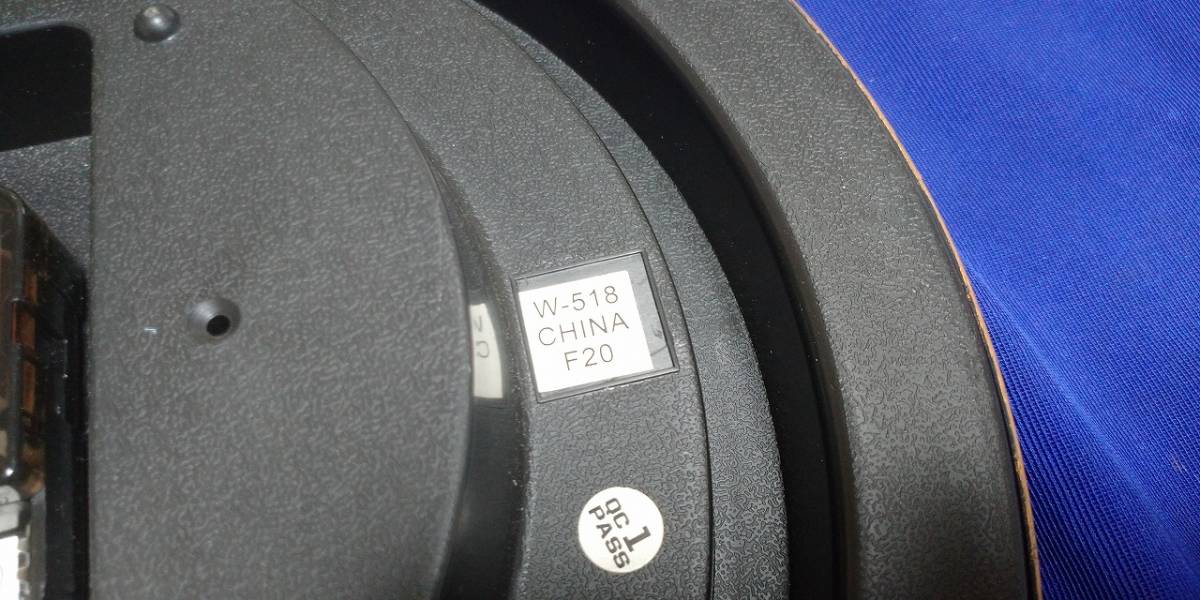 W-518
CHINA
F20
QC 1
PASS